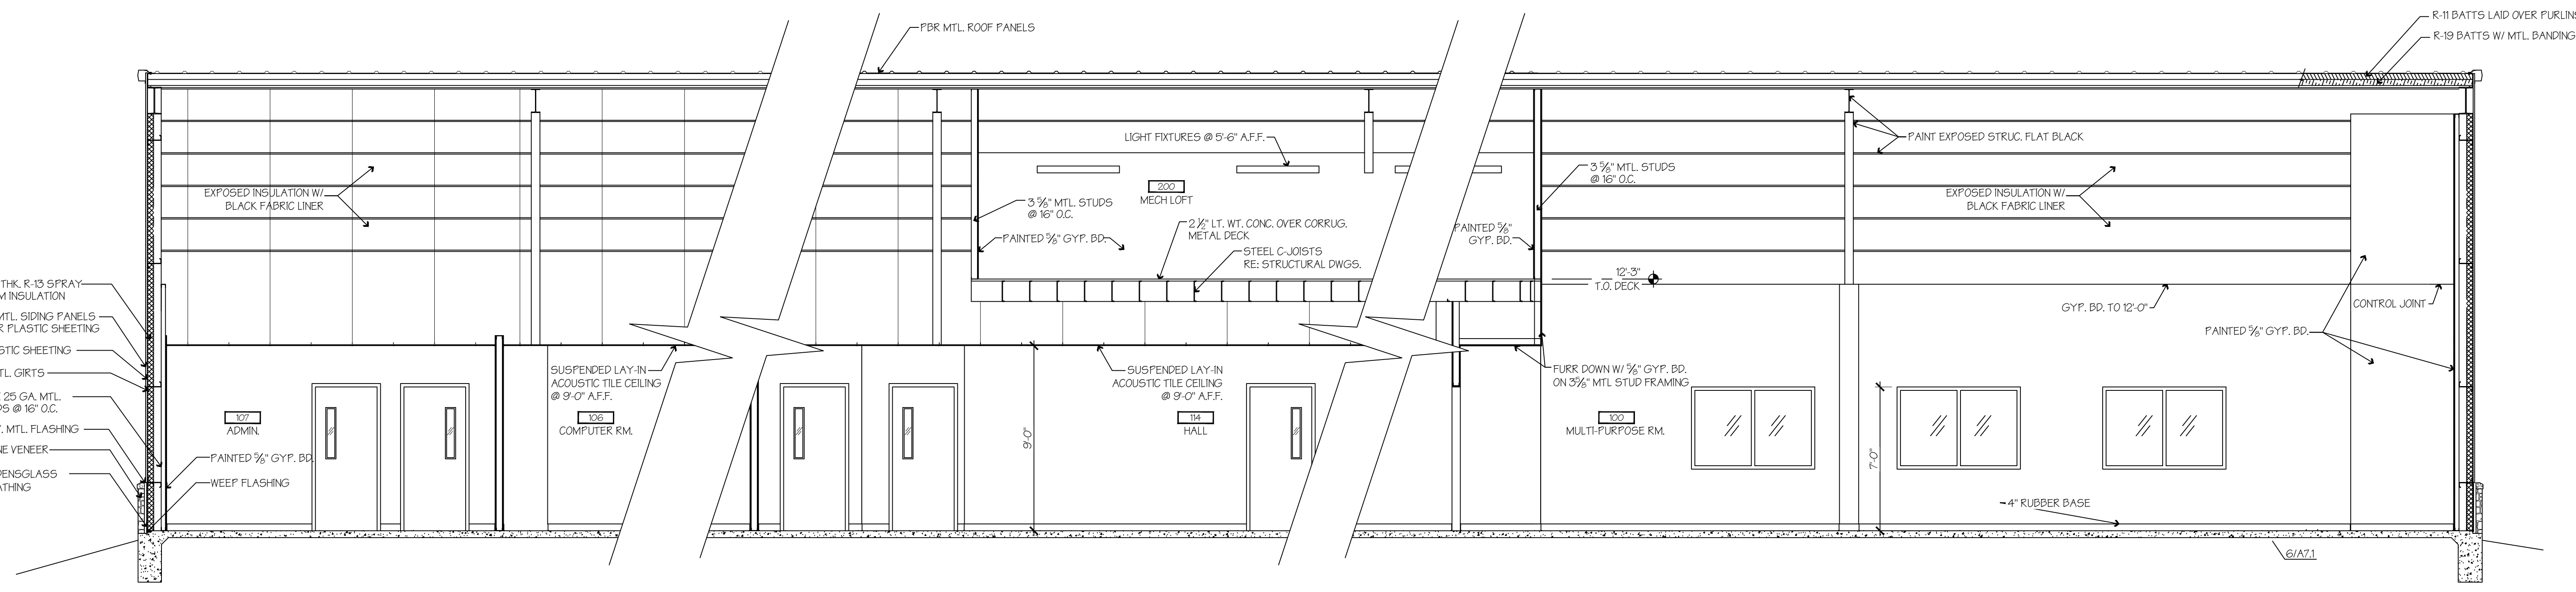 PBR MTL. ROOF PANELS
R-11 BATTS LAID OVER PURLINS
R-19 BATTS W/ MTL. BANDING
LIGHT FIXTURES @ 5'-6" A.F.F.
PAINT EXPOSED STRUC. FLAT BLACK
EXPOSED INSULATION W/
BLACK FABRIC LINER
200
MECH LOFT
3 5/8" MTL. STUDS
@ 16" O.C.
3 5/8" MTL. STUDS
@ 16" O.C.
EXPOSED INSULATION W/
BLACK FABRIC LINER
PAINTED 5/8" GYP. BD.
2 1/2" LT. WT. CONC. OVER CORRUG.
METAL DECK
STEEL C-JOISTS
RE: STRUCTURAL DWGS.
PAINTED 5/8"
GYP. BD.
12'-3"
T.O. DECK
GYP. BD. TO 12'-0"
CONTROL JOINT
PAINTED 5/8" GYP. BD.
THK. R-13 SPRAY
M INSULATION
MTL. SIDING PANELS
R PLASTIC SHEETING
STIC SHEETING
TL. GIRTS
25 GA. MTL.
DS @ 16" O.C.
. MTL. FLASHING
NE VENEER
DENSGLASS
ATHING
107
ADMIN.
PAINTED 5/8" GYP. BD.
WEEP FLASHING
SUSPENDED LAY-IN
ACOUSTIC TILE CEILING
@ 9'-0" A.F.F.
106
COMPUTER RM.
9'-0"
SUSPENDED LAY-IN
ACOUSTIC TILE CEILING
@ 9'-0" A.F.F.
114
HALL
FURR DOWN W/ 5/8" GYP. BD.
ON 3 5/8" MTL STUD FRAMING
100
MULTI-PURPOSE RM.
7'-0"
4" RUBBER BASE
6/A7.1